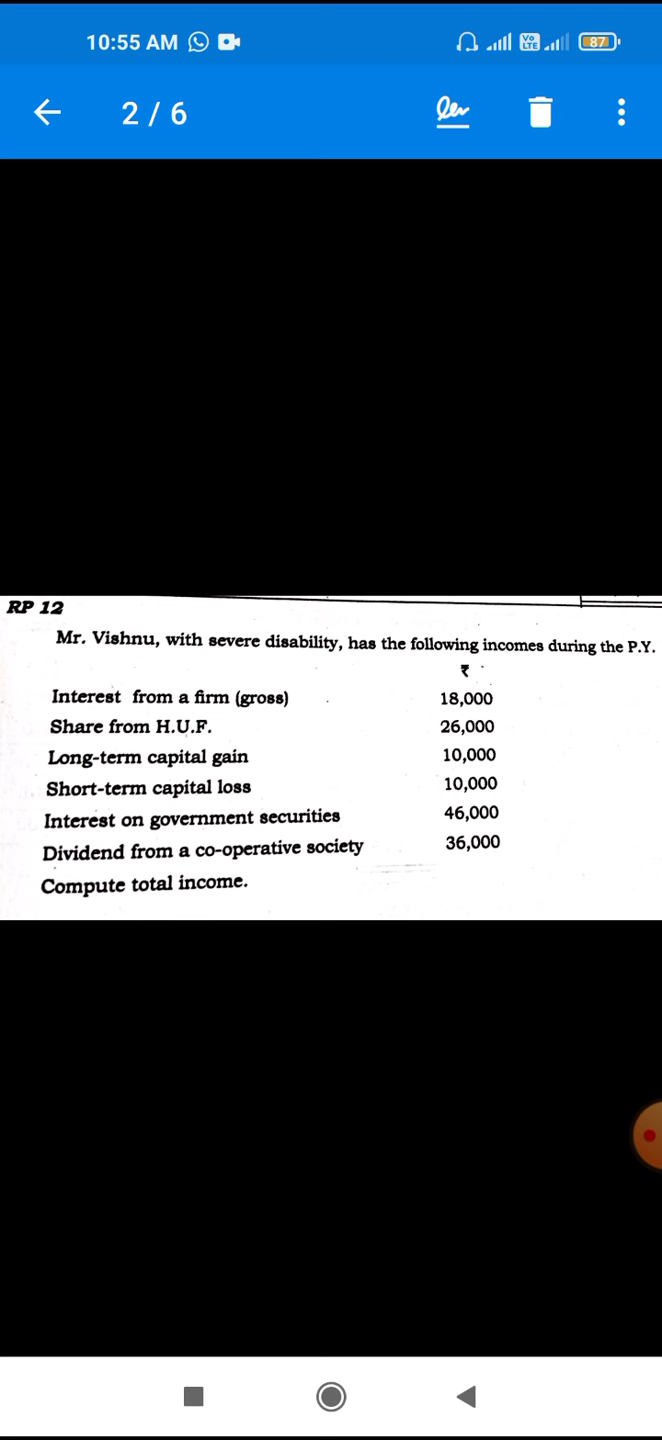 10:55 AM
Vo LTE
87
2 / 6
RP 12
Mr. Vishnu, with severe disability, has the following incomes during the P.Y.
₹
Interest from a firm (gross) 18,000
Share from H.U.F. 26,000
Long-term capital gain 10,000
Short-term capital loss 10,000
Interest on government securities 46,000
Dividend from a co-operative society 36,000
Compute total income.